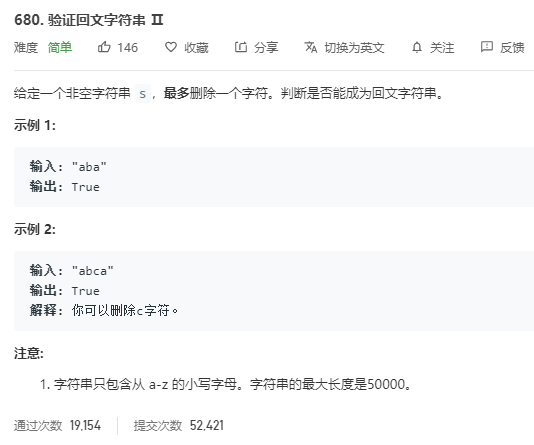 680. 验证回文字符串 Ⅱ
难度 简单 146 收藏 分享 切换为英文 关注 反馈
给定一个非空字符串 s，最多删除一个字符。判断是否能成为回文字符串。
示例 1:
输入: "aba"
输出: True
示例 2:
输入: "abca"
输出: True
解释: 你可以删除c字符。
注意:
1. 字符串只包含从 a-z 的小写字母。字符串的最大长度是50000。
通过次数 19,154 提交次数 52,421